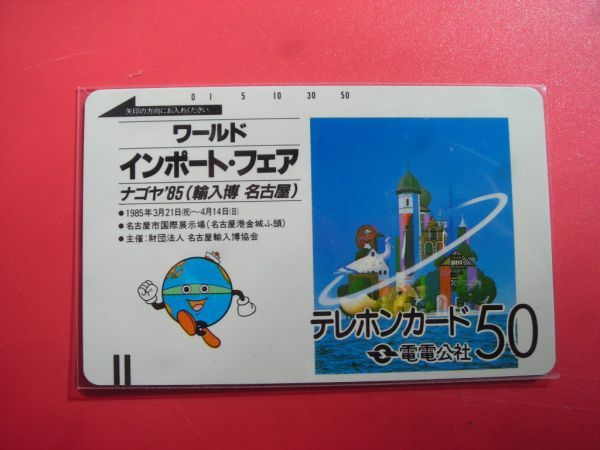 0 1 5 10 30 50
矢印の方向にお入れください
ワールド
インポート・フェア
ナゴヤ'85(輸入博 名古屋)
●1985年3月21日(祝)〜4月14日(日)
●名古屋市国際展示場(名古屋港金城ふ頭)
●主催:財団法人 名古屋輸入博協会
テレホンカード
電電公社
50